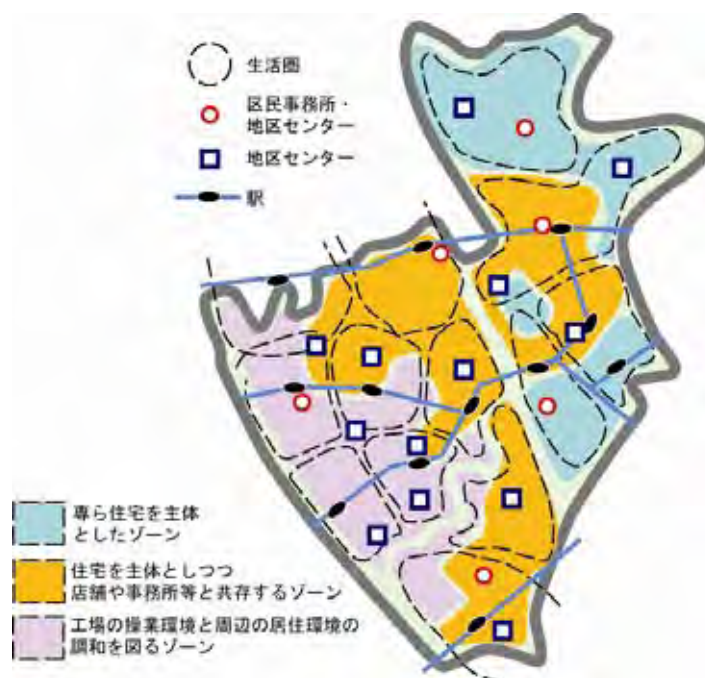 生活圏
区民事務所・
地区センター
地区センター
駅
専ら住宅を主体
としたゾーン
住宅を主体としつつ
店舗や事務所等と共存するゾーン
工場の操業環境と周辺の居住環境の
調和を図るゾーン